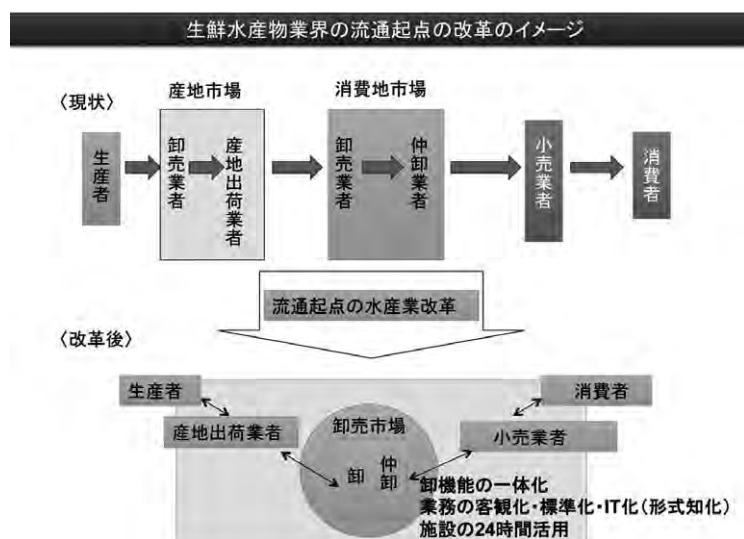 生鮮水産物業界の流通起点の改革のイメージ
〈現状〉
産地市場
消費地市場
生産者
卸売業者
産地出荷業者
卸売業者
仲卸業者
小売業者
消費者
流通起点の水産業改革
〈改革後〉
生産者
消費者
産地出荷業者
卸売市場
小売業者
卸
仲卸
卸機能の一体化
業務の客観化・標準化・IT化(形式知化)
施設の24時間活用